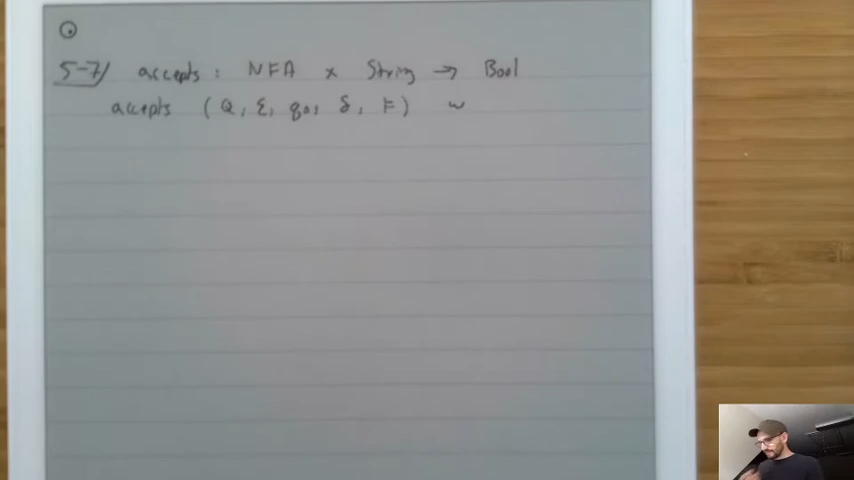 5-7/ accepts : NFA x String → Bool
accepts (Q, Σ, q0, δ, F) w